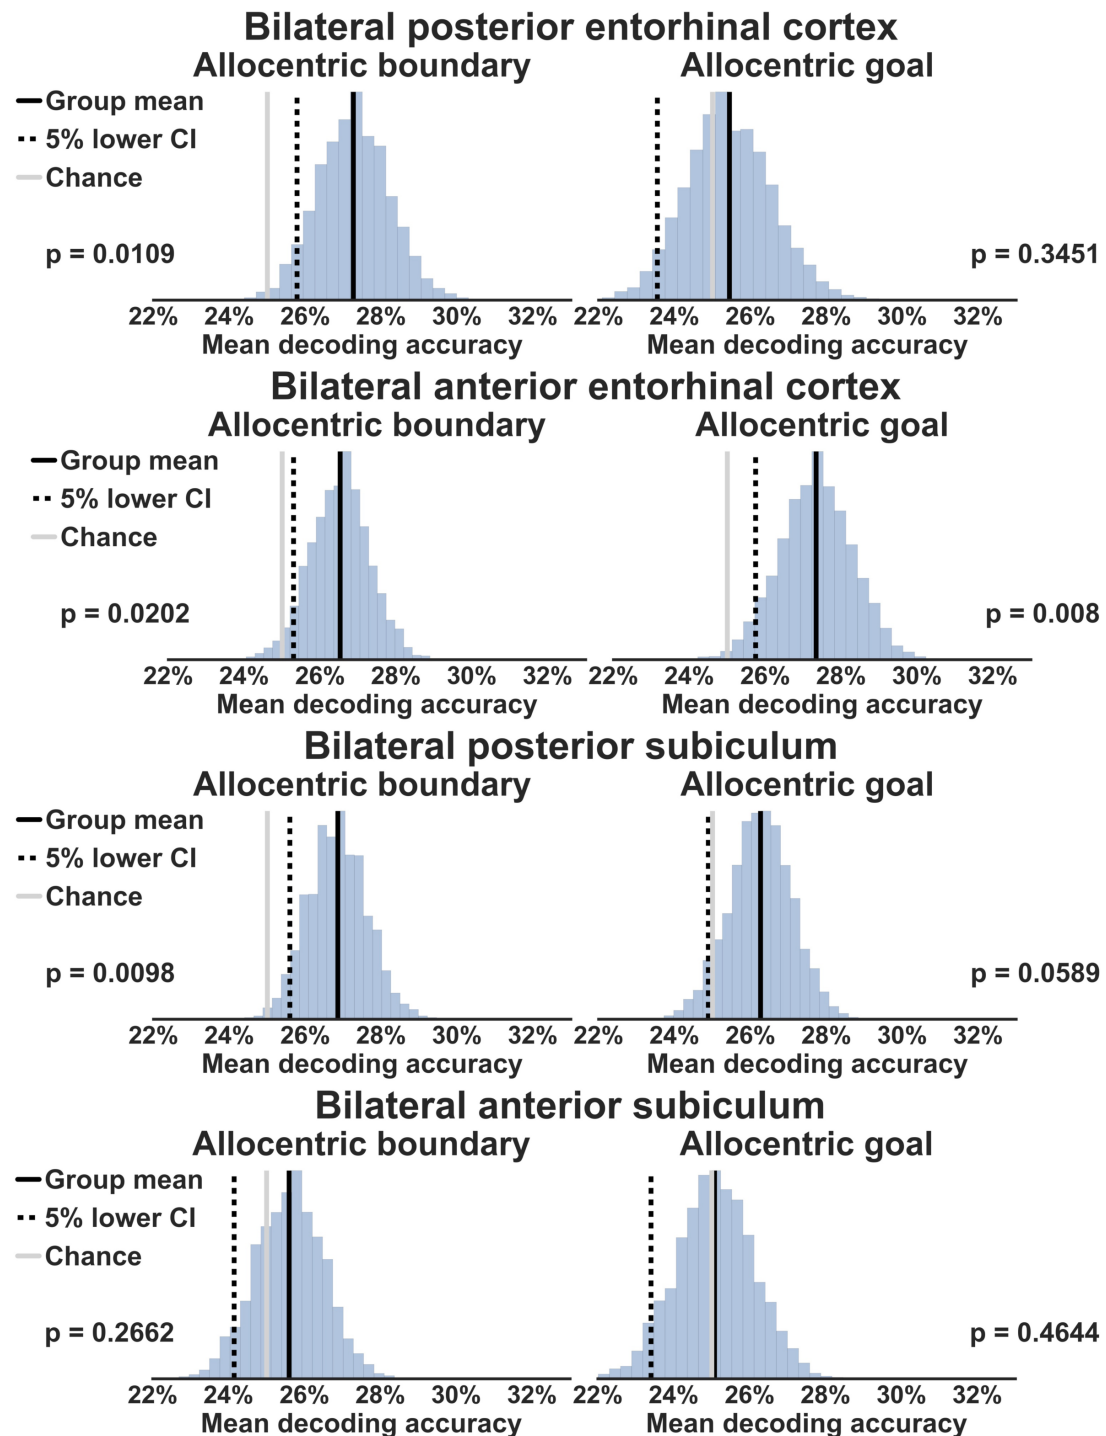 Bilateral posterior entorhinal cortex
Allocentric boundary Allocentric goal
Group mean
5% lower CI
Chance
p = 0.0109 p = 0.3451
22% 24% 26% 28% 30% 32% 22% 24% 26% 28% 30% 32%
Mean decoding accuracy Mean decoding accuracy
Bilateral anterior entorhinal cortex
Allocentric boundary Allocentric goal
Group mean
5% lower CI
Chance
p = 0.0202 p = 0.008
22% 24% 26% 28% 30% 32% 22% 24% 26% 28% 30% 32%
Mean decoding accuracy Mean decoding accuracy
Bilateral posterior subiculum
Allocentric boundary Allocentric goal
Group mean
5% lower CI
Chance
p = 0.0098 p = 0.0589
22% 24% 26% 28% 30% 32% 22% 24% 26% 28% 30% 32%
Mean decoding accuracy Mean decoding accuracy
Bilateral anterior subiculum
Allocentric boundary Allocentric goal
Group mean
5% lower CI
Chance
p = 0.2662 p = 0.4644
22% 24% 26% 28% 30% 32% 22% 24% 26% 28% 30% 32%
Mean decoding accuracy Mean decoding accuracy